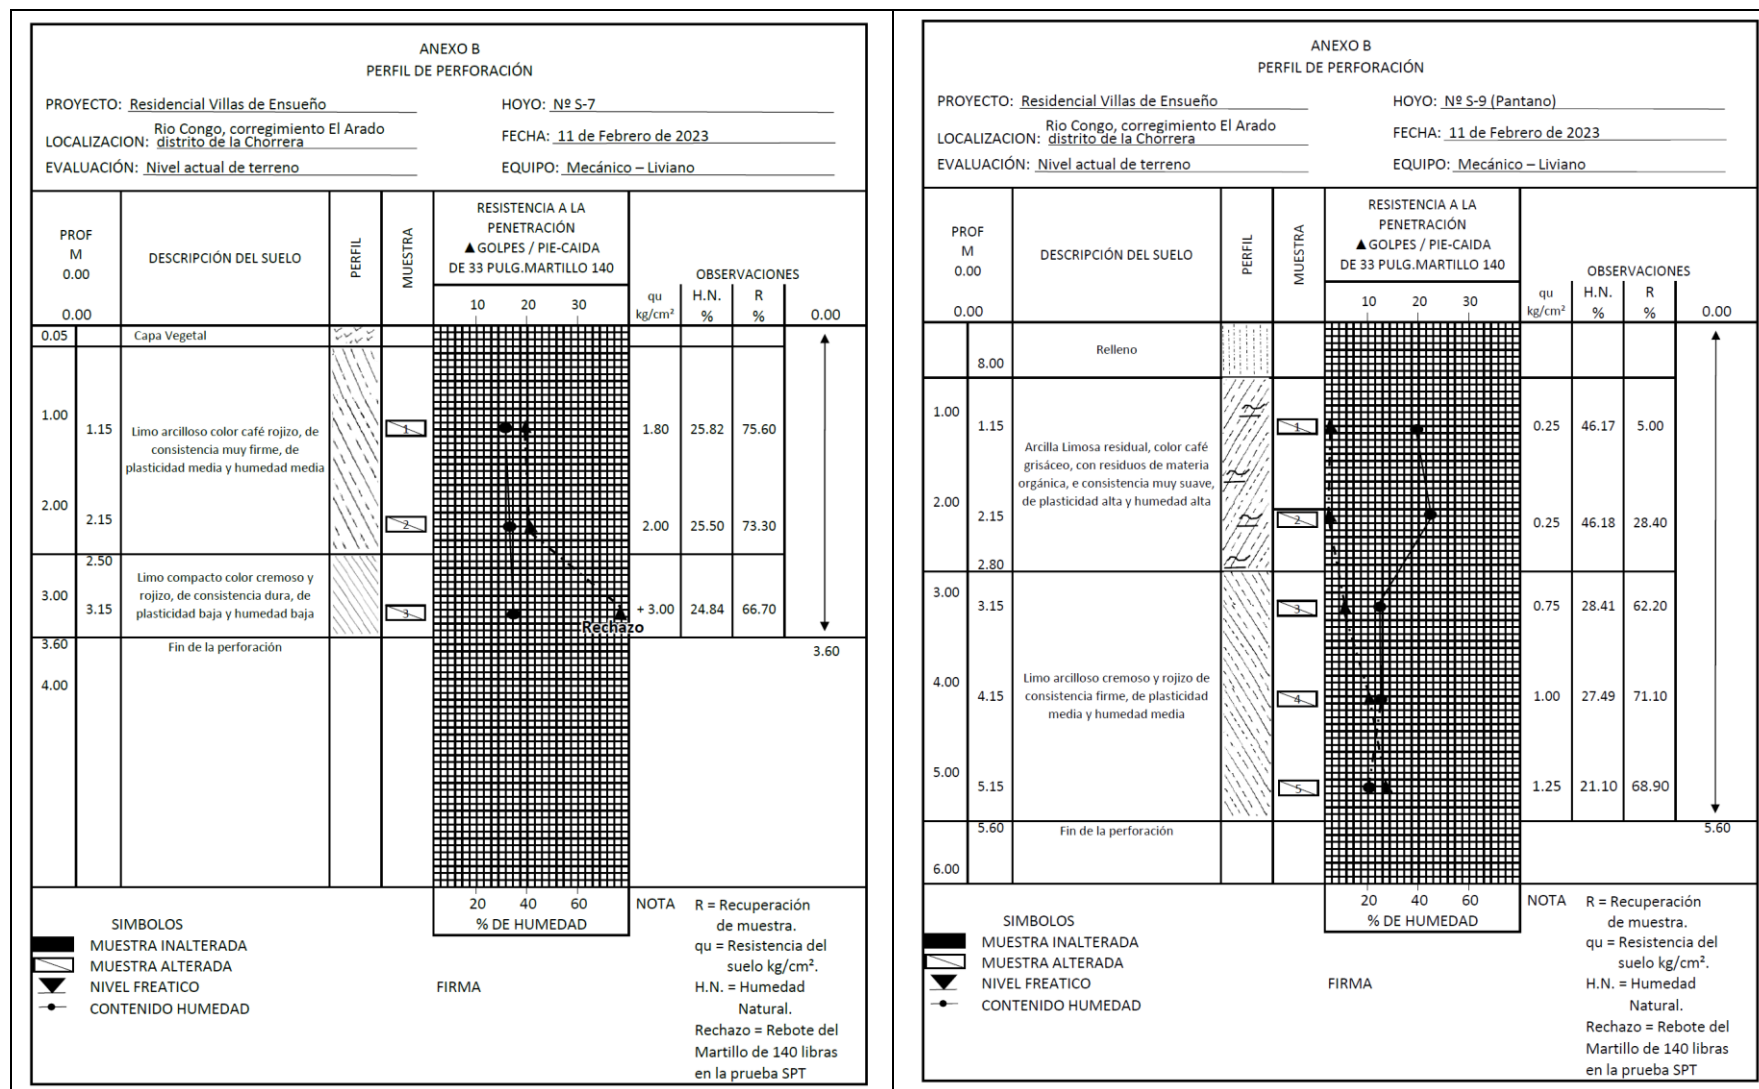 ANEXO B
PERFIL DE PERFORACIÓN
PROYECTO: Residencial Villas de Ensueño
HOYO: Nº S-7
LOCALIZACION: Rio Congo, corregimiento El Arado
distrito de la Chorrera
FECHA: 11 de Febrero de 2023
EVALUACIÓN: Nivel actual de terreno
EQUIPO: Mecánico – Liviano
PROF
M
0.00
0.00
DESCRIPCIÓN DEL SUELO
PERFIL
MUESTRA
RESISTENCIA A LA
PENETRACIÓN
▲GOLPES / PIE-CAIDA
DE 33 PULG.MARTILLO 140
10 20 30
OBSERVACIONES
qu
kg/cm²
H.N.
%
R
%
0.00
0.05 Capa Vegetal
1.00
1.15
Limo arcilloso color café rojizo, de
consistencia muy firme, de
plasticidad media y humedad media
1
1.80 25.82 75.60
2.00
2.15
2
2.00 25.50 73.30
2.50
Limo compacto color cremoso y
rojizo, de consistencia dura, de
plasticidad baja y humedad baja
3.00
3.15
3
+ 3.00 24.84 66.70
Rechazo
3.60 Fin de la perforación 3.60
4.00
20 40 60
% DE HUMEDAD
SIMBOLOS
MUESTRA INALTERADA
MUESTRA ALTERADA
NIVEL FREATICO
CONTENIDO HUMEDAD
FIRMA
NOTA R = Recuperación
de muestra.
qu = Resistencia del
suelo kg/cm².
H.N. = Humedad
Natural.
Rechazo = Rebote del
Martillo de 140 libras
en la prueba SPT
ANEXO B
PERFIL DE PERFORACIÓN
PROYECTO: Residencial Villas de Ensueño
HOYO: Nº S-9 (Pantano)
LOCALIZACION: Rio Congo, corregimiento El Arado
distrito de la Chorrera
FECHA: 11 de Febrero de 2023
EVALUACIÓN: Nivel actual de terreno
EQUIPO: Mecánico – Liviano
PROF
M
0.00
0.00
DESCRIPCIÓN DEL SUELO
PERFIL
MUESTRA
RESISTENCIA A LA
PENETRACIÓN
▲GOLPES / PIE-CAIDA
DE 33 PULG.MARTILLO 140
10 20 30
OBSERVACIONES
qu
kg/cm²
H.N.
%
R
%
0.00
Relleno
8.00
1.00
1.15
1
0.25 46.17 5.00
Arcilla Limosa residual, color café
grisáceo, con residuos de materia
orgánica, e consistencia muy suave,
de plasticidad alta y humedad alta
2.00
2.15
2
0.25 46.18 28.40
2.80
3.00
3.15
3
0.75 28.41 62.20
Limo arcilloso cremoso y rojizo de
consistencia firme, de plasticidad
media y humedad media
4.00
4.15
4
1.00 27.49 71.10
5.00
5.15
5
1.25 21.10 68.90
5.60 Fin de la perforación 5.60
6.00
20 40 60
% DE HUMEDAD
SIMBOLOS
MUESTRA INALTERADA
MUESTRA ALTERADA
NIVEL FREATICO
CONTENIDO HUMEDAD
FIRMA
NOTA R = Recuperación
de muestra.
qu = Resistencia del
suelo kg/cm².
H.N. = Humedad
Natural.
Rechazo = Rebote del
Martillo de 140 libras
en la prueba SPT